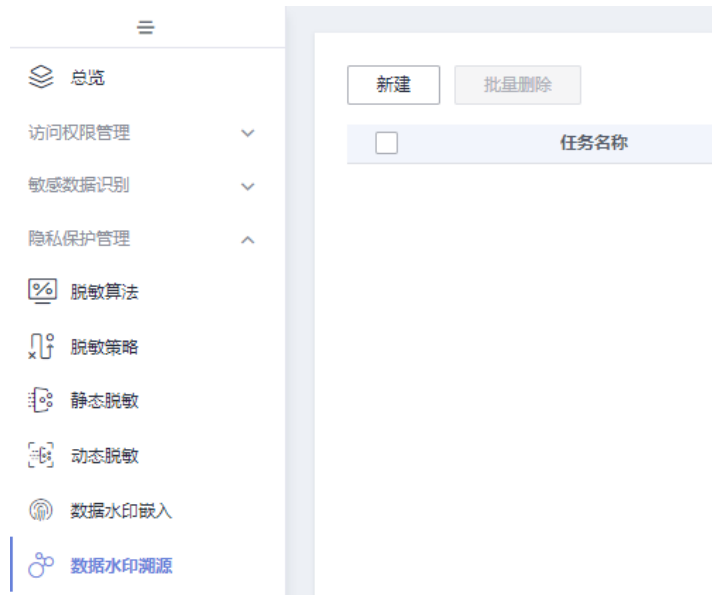 总览
访问权限管理
敏感数据识别
隐私保护管理
脱敏算法
脱敏策略
静态脱敏
动态脱敏
数据水印嵌入
数据水印溯源
新建 批量删除
任务名称